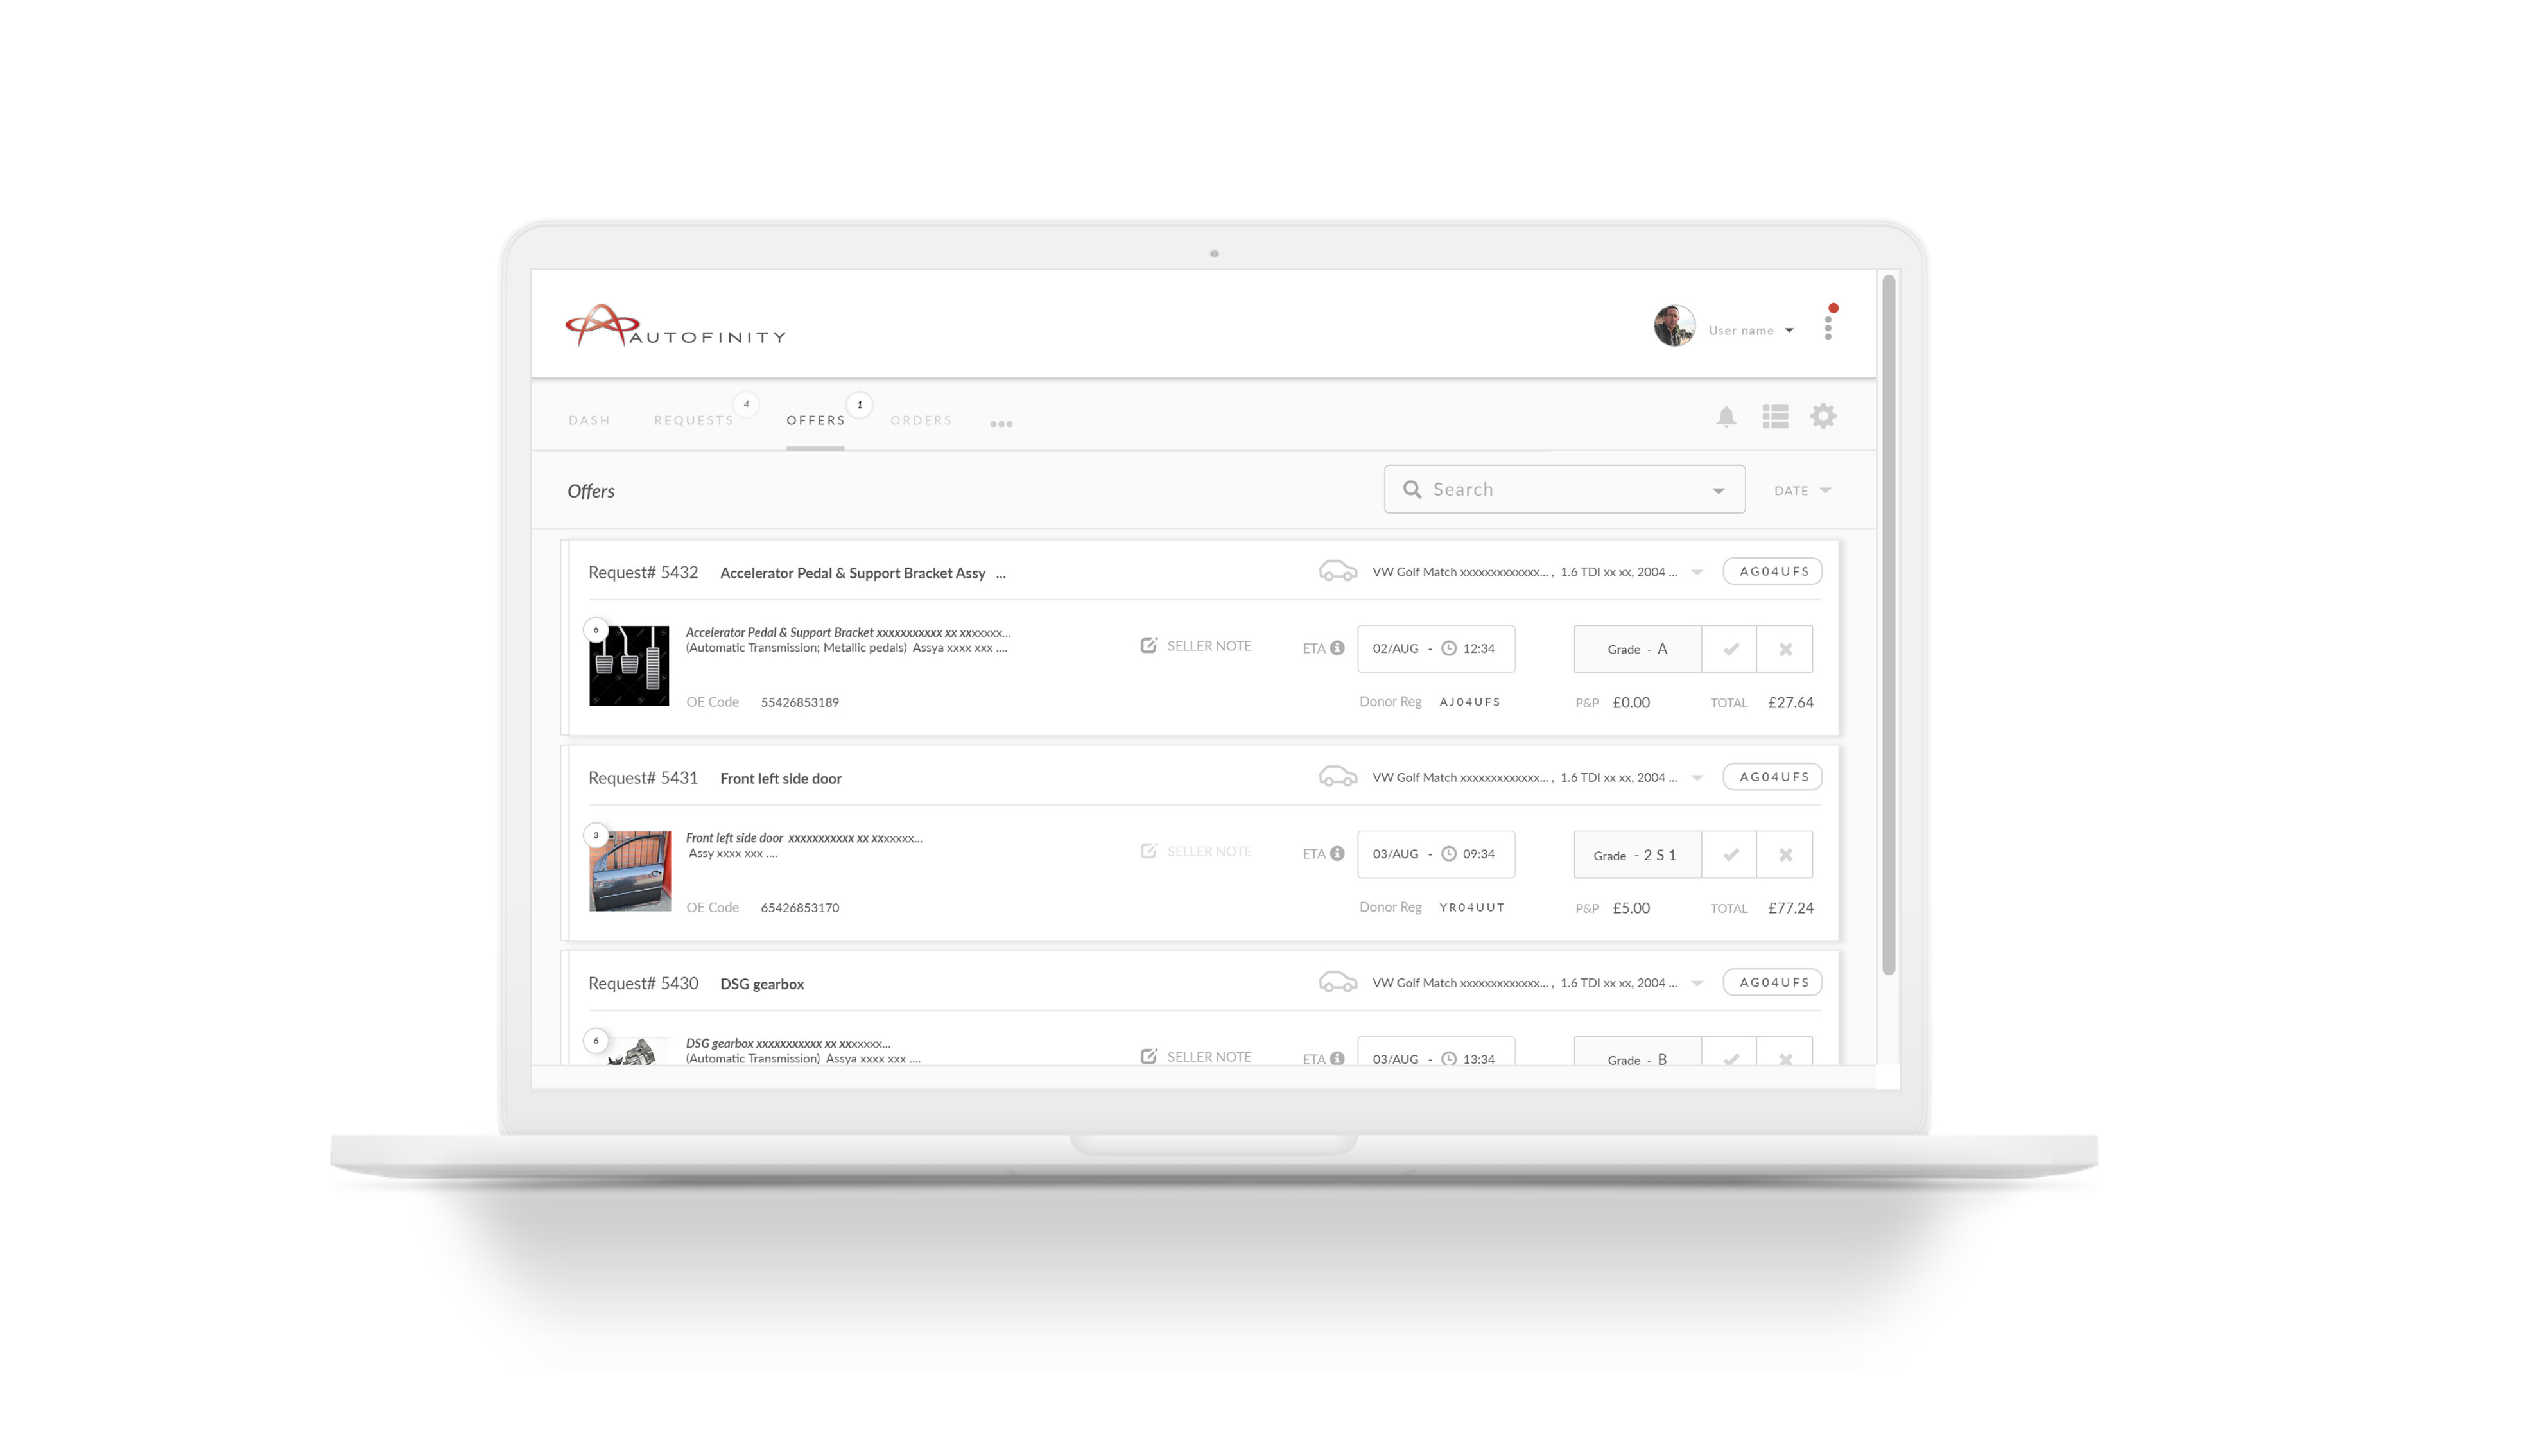 AUTOFINITY
User name
DASH
REQUESTS
4
OFFERS
1
ORDERS
Offers
Search
DATE
Request# 5432 Accelerator Pedal & Support Bracket Assy ...
VW Golf Match xxxxxxxxxxxxx... , 1.6 TDI xx xx, 2004 ...
AG04UFS
6
Accelerator Pedal & Support Bracket xxxxxxxxxxx xx xxxxxxx...
(Automatic Transmission; Metallic pedals) Assya xxxx xxx ....
SELLER NOTE
ETA
02/AUG - 12:34
Grade - A
OE Code 55426853189
Donor Reg AJ04UFS
P&P £0.00
TOTAL £27.64
Request# 5431 Front left side door
VW Golf Match xxxxxxxxxxxxx... , 1.6 TDI xx xx, 2004 ...
AG04UFS
3
Front left side door xxxxxxxxxxx xx xxxxxxx...
Assy xxxx xxx ....
SELLER NOTE
ETA
03/AUG - 09:34
Grade - 2 S 1
OE Code 65426853170
Donor Reg YR04UUT
P&P £5.00
TOTAL £77.24
Request# 5430 DSG gearbox
VW Golf Match xxxxxxxxxxxxx... , 1.6 TDI xx xx, 2004 ...
AG04UFS
6
DSG gearbox xxxxxxxxxxx xx xxxxxxx...
(Automatic Transmission) Assya xxxx xxx ....
SELLER NOTE
ETA
03/AUG - 13:34
Grade - B